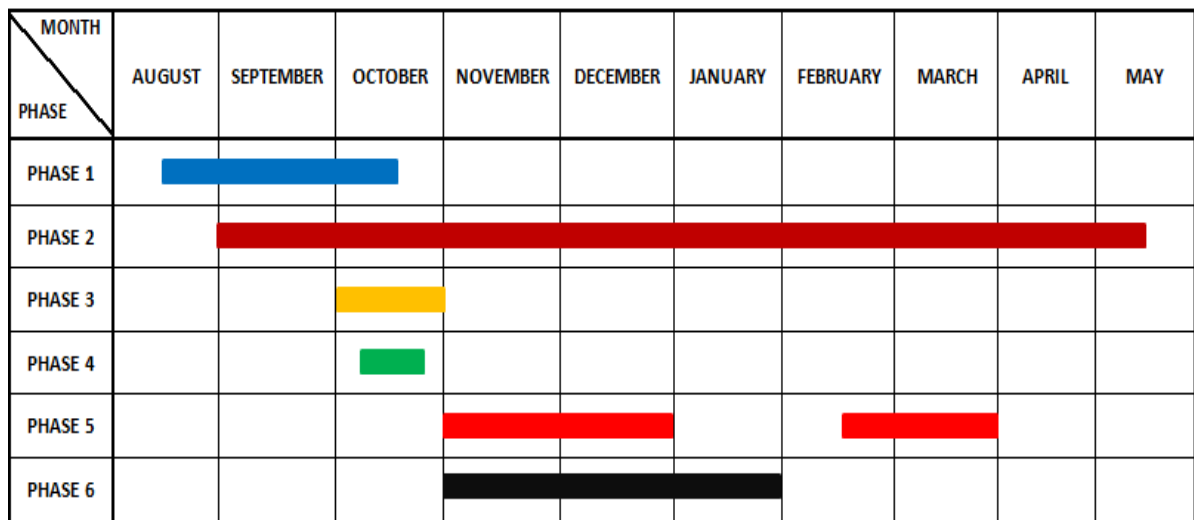 MONTH
PHASE
AUGUST SEPTEMBER OCTOBER NOVEMBER DECEMBER JANUARY FEBRUARY MARCH APRIL MAY
PHASE 1
PHASE 2
PHASE 3
PHASE 4
PHASE 5
PHASE 6